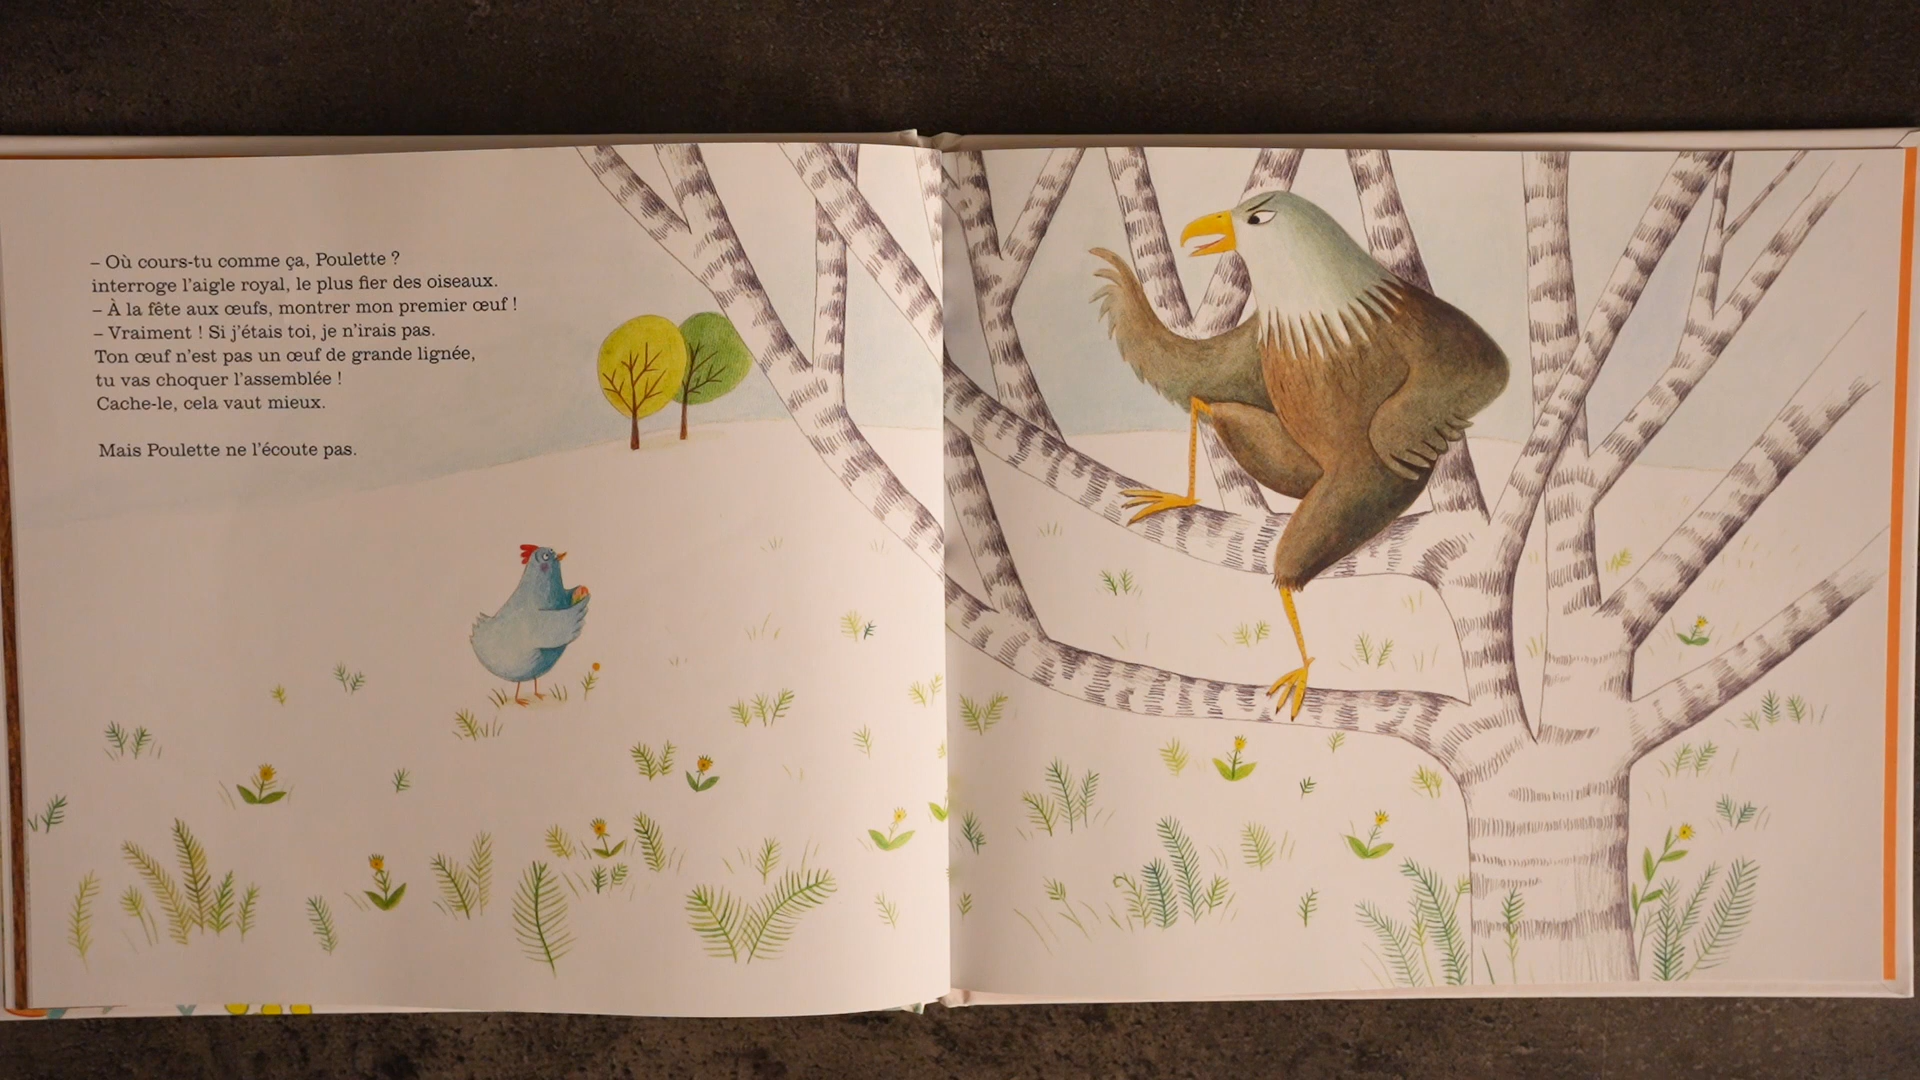 – Où cours-tu comme ça, Poulette ?
interroge l’aigle royal, le plus fier des oiseaux.
– À la fête aux œufs, montrer mon premier œuf !
– Vraiment ! Si j’étais toi, je n’irais pas.
Ton œuf n’est pas un œuf de grande lignée,
tu vas choquer l’assemblée !
Cache-le, cela vaut mieux.
Mais Poulette ne l’écoute pas.